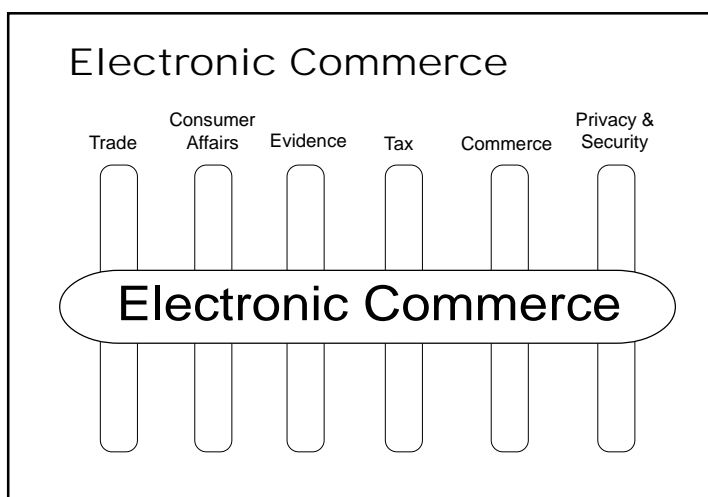 Electronic Commerce
Trade
Consumer
Affairs
Evidence
Tax
Commerce
Privacy &
Security
Electronic Commerce